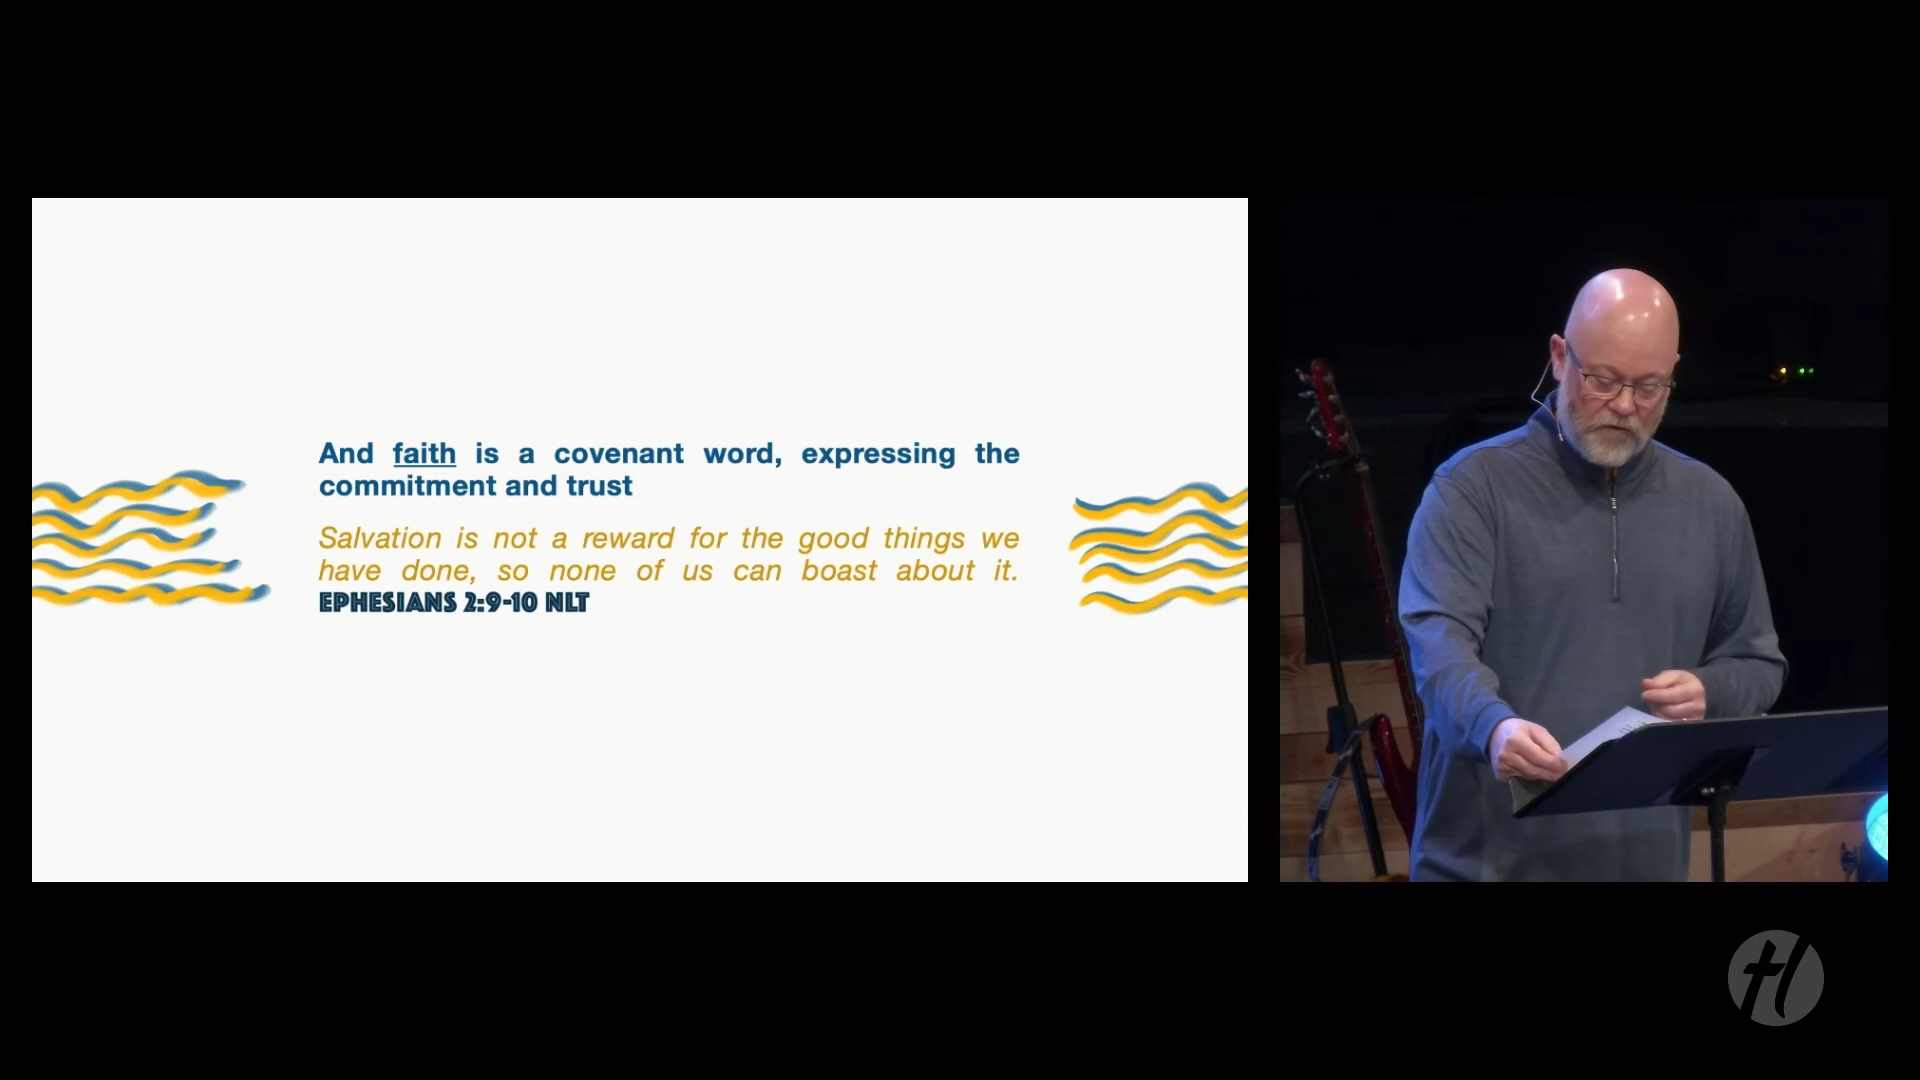 And faith is a covenant word, expressing the
commitment and trust
Salvation is not a reward for the good things we
have done, so none of us can boast about it.
EPHESIANS 2:9-10 NLT